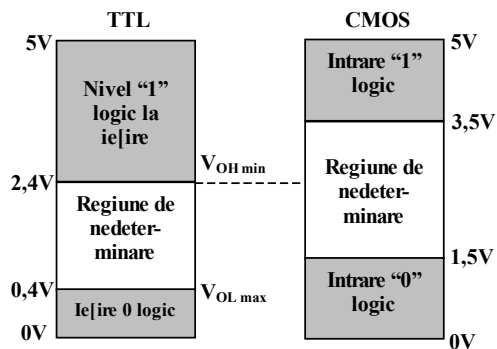 TTL
CMOS
5V
Nivel “1”
logic la
ie[ire
V OH min
2,4V
Regiune de
nedeter-
minare
0,4V
V OL max
Ie[ire 0 logic
0V
5V
Intrare “1”
logic
3,5V
Regiune de
nedeter-
minare
1,5V
Intrare “0”
logic
0V